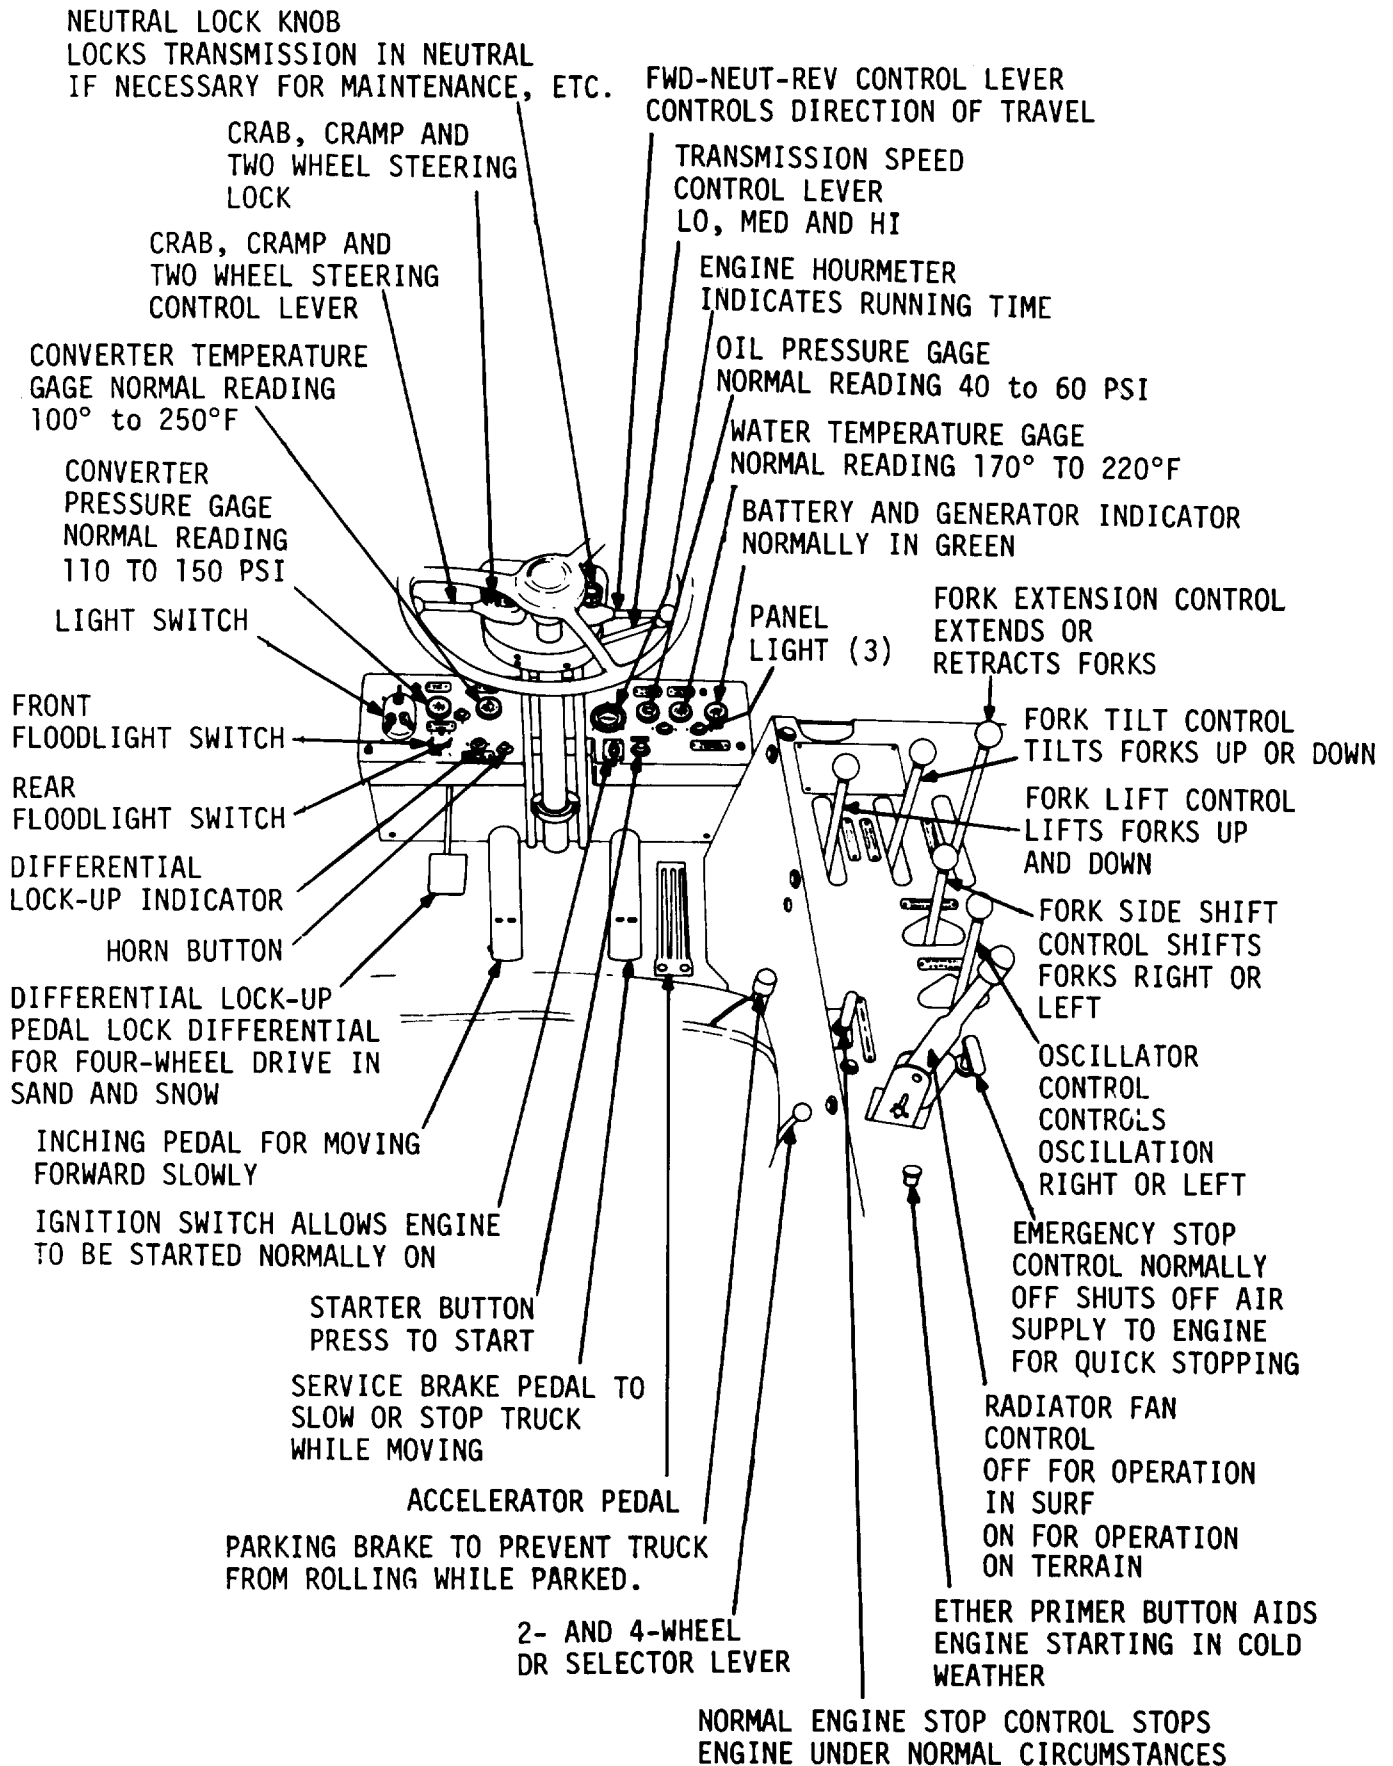 NEUTRAL LOCK KNOB
LOCKS TRANSMISSION IN NEUTRAL
IF NECESSARY FOR MAINTENANCE, ETC.
FWD-NEUT-REV CONTROL LEVER
CONTROLS DIRECTION OF TRAVEL
CRAB, CRAMP AND
TWO WHEEL STEERING
LOCK
TRANSMISSION SPEED
CONTROL LEVER
LO, MED AND HI
CRAB, CRAMP AND
TWO WHEEL STEERING
CONTROL LEVER
ENGINE HOURMETER
INDICATES RUNNING TIME
CONVERTER TEMPERATURE
GAGE NORMAL READING
100° to 250°F
OIL PRESSURE GAGE
NORMAL READING 40 to 60 PSI
WATER TEMPERATURE GAGE
NORMAL READING 170° TO 220°F
CONVERTER
PRESSURE GAGE
NORMAL READING
110 TO 150 PSI
BATTERY AND GENERATOR INDICATOR
NORMALLY IN GREEN
LIGHT SWITCH
PANEL
LIGHT (3)
FORK EXTENSION CONTROL
EXTENDS OR
RETRACTS FORKS
FRONT
FLOODLIGHT SWITCH
FORK TILT CONTROL
TILTS FORKS UP OR DOWN
REAR
FLOODLIGHT SWITCH
FORK LIFT CONTROL
LIFTS FORKS UP
AND DOWN
DIFFERENTIAL
LOCK-UP INDICATOR
FORK SIDE SHIFT
CONTROL SHIFTS
FORKS RIGHT OR
LEFT
HORN BUTTON
DIFFERENTIAL LOCK-UP
PEDAL LOCK DIFFERENTIAL
FOR FOUR-WHEEL DRIVE IN
SAND AND SNOW
OSCILLATOR
CONTROL
CONTROLS
OSCILLATION
RIGHT OR LEFT
INCHING PEDAL FOR MOVING
FORWARD SLOWLY
IGNITION SWITCH ALLOWS ENGINE
TO BE STARTED NORMALLY ON
EMERGENCY STOP
CONTROL NORMALLY
OFF SHUTS OFF AIR
SUPPLY TO ENGINE
FOR QUICK STOPPING
STARTER BUTTON
PRESS TO START
SERVICE BRAKE PEDAL TO
SLOW OR STOP TRUCK
WHILE MOVING
RADIATOR FAN
CONTROL
OFF FOR OPERATION
IN SURF
ON FOR OPERATION
ON TERRAIN
ACCELERATOR PEDAL
PARKING BRAKE TO PREVENT TRUCK
FROM ROLLING WHILE PARKED.
ETHER PRIMER BUTTON AIDS
ENGINE STARTING IN COLD
WEATHER
2- AND 4-WHEEL
DR SELECTOR LEVER
NORMAL ENGINE STOP CONTROL STOPS
ENGINE UNDER NORMAL CIRCUMSTANCES